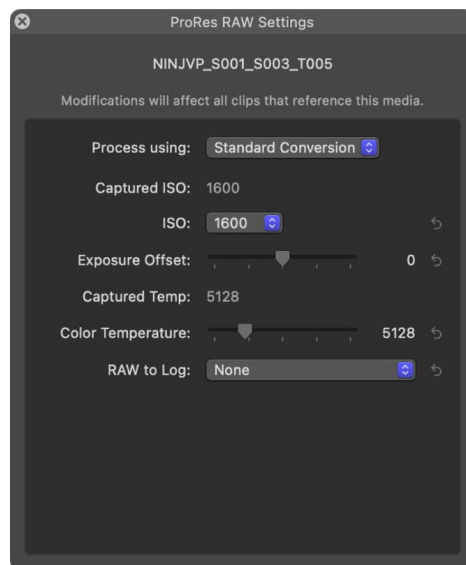 ProRes RAW Settings
NINJVP_S001_S003_T005
Modifications will affect all clips that reference this media.
Process using: Standard Conversion
Captured ISO: 1600
ISO: 1600
Exposure Offset: 0
Captured Temp: 5128
Color Temperature: 5128
RAW to Log: None